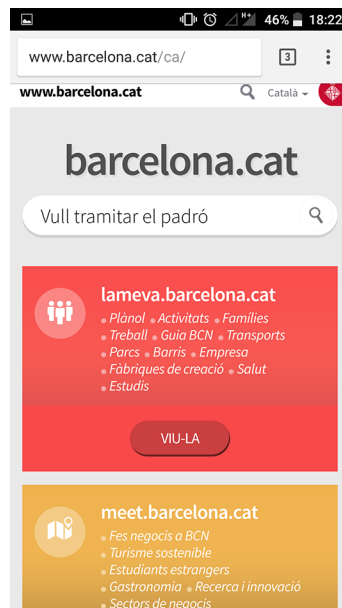 H+ 46% 18:22
www.barcelona.cat/ca/ 3
www.barcelona.cat Català
barcelona.cat
Vull tramitar el padró
lameva.barcelona.cat
• Plànol • Activitats • Famílies
• Treball • Guia BCN • Transports
• Parcs • Barris • Empresa
• Fàbriques de creació • Salut
• Estudis
VIU-LA
meet.barcelona.cat
• Fes negocis a BCN
• Turisme sostenible
• Estudiants estrangers
• Gastronomia • Recerca i innovació
• Sectors de negocis